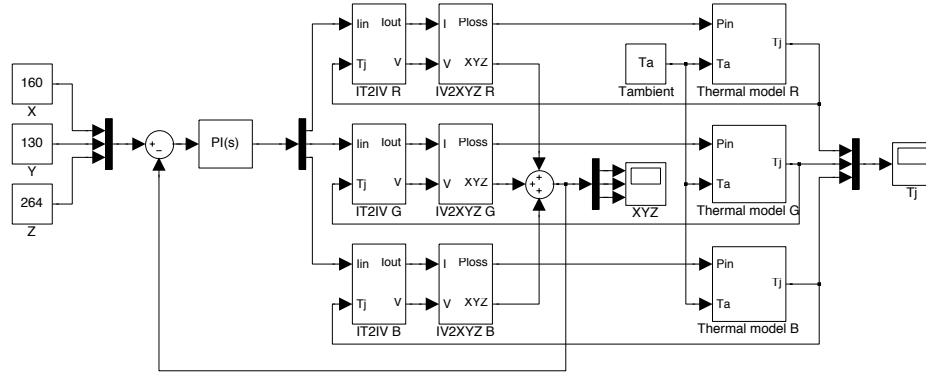 160
X
130
Y
264
Z
+
−
PI(s)
Iin
Tj
Iout
V
IT2IV R
I
V
Ploss
XYZ
IV2XYZ R
Ta
Tambient
Pin
Ta
Tj
Thermal model R
Iin
Tj
Iout
V
IT2IV G
I
V
Ploss
XYZ
IV2XYZ G
+
+
+
XYZ
Pin
Ta
Tj
Thermal model G
Tj
Iin
Tj
Iout
V
IT2IV B
I
V
Ploss
XYZ
IV2XYZ B
Pin
Ta
Tj
Thermal model B